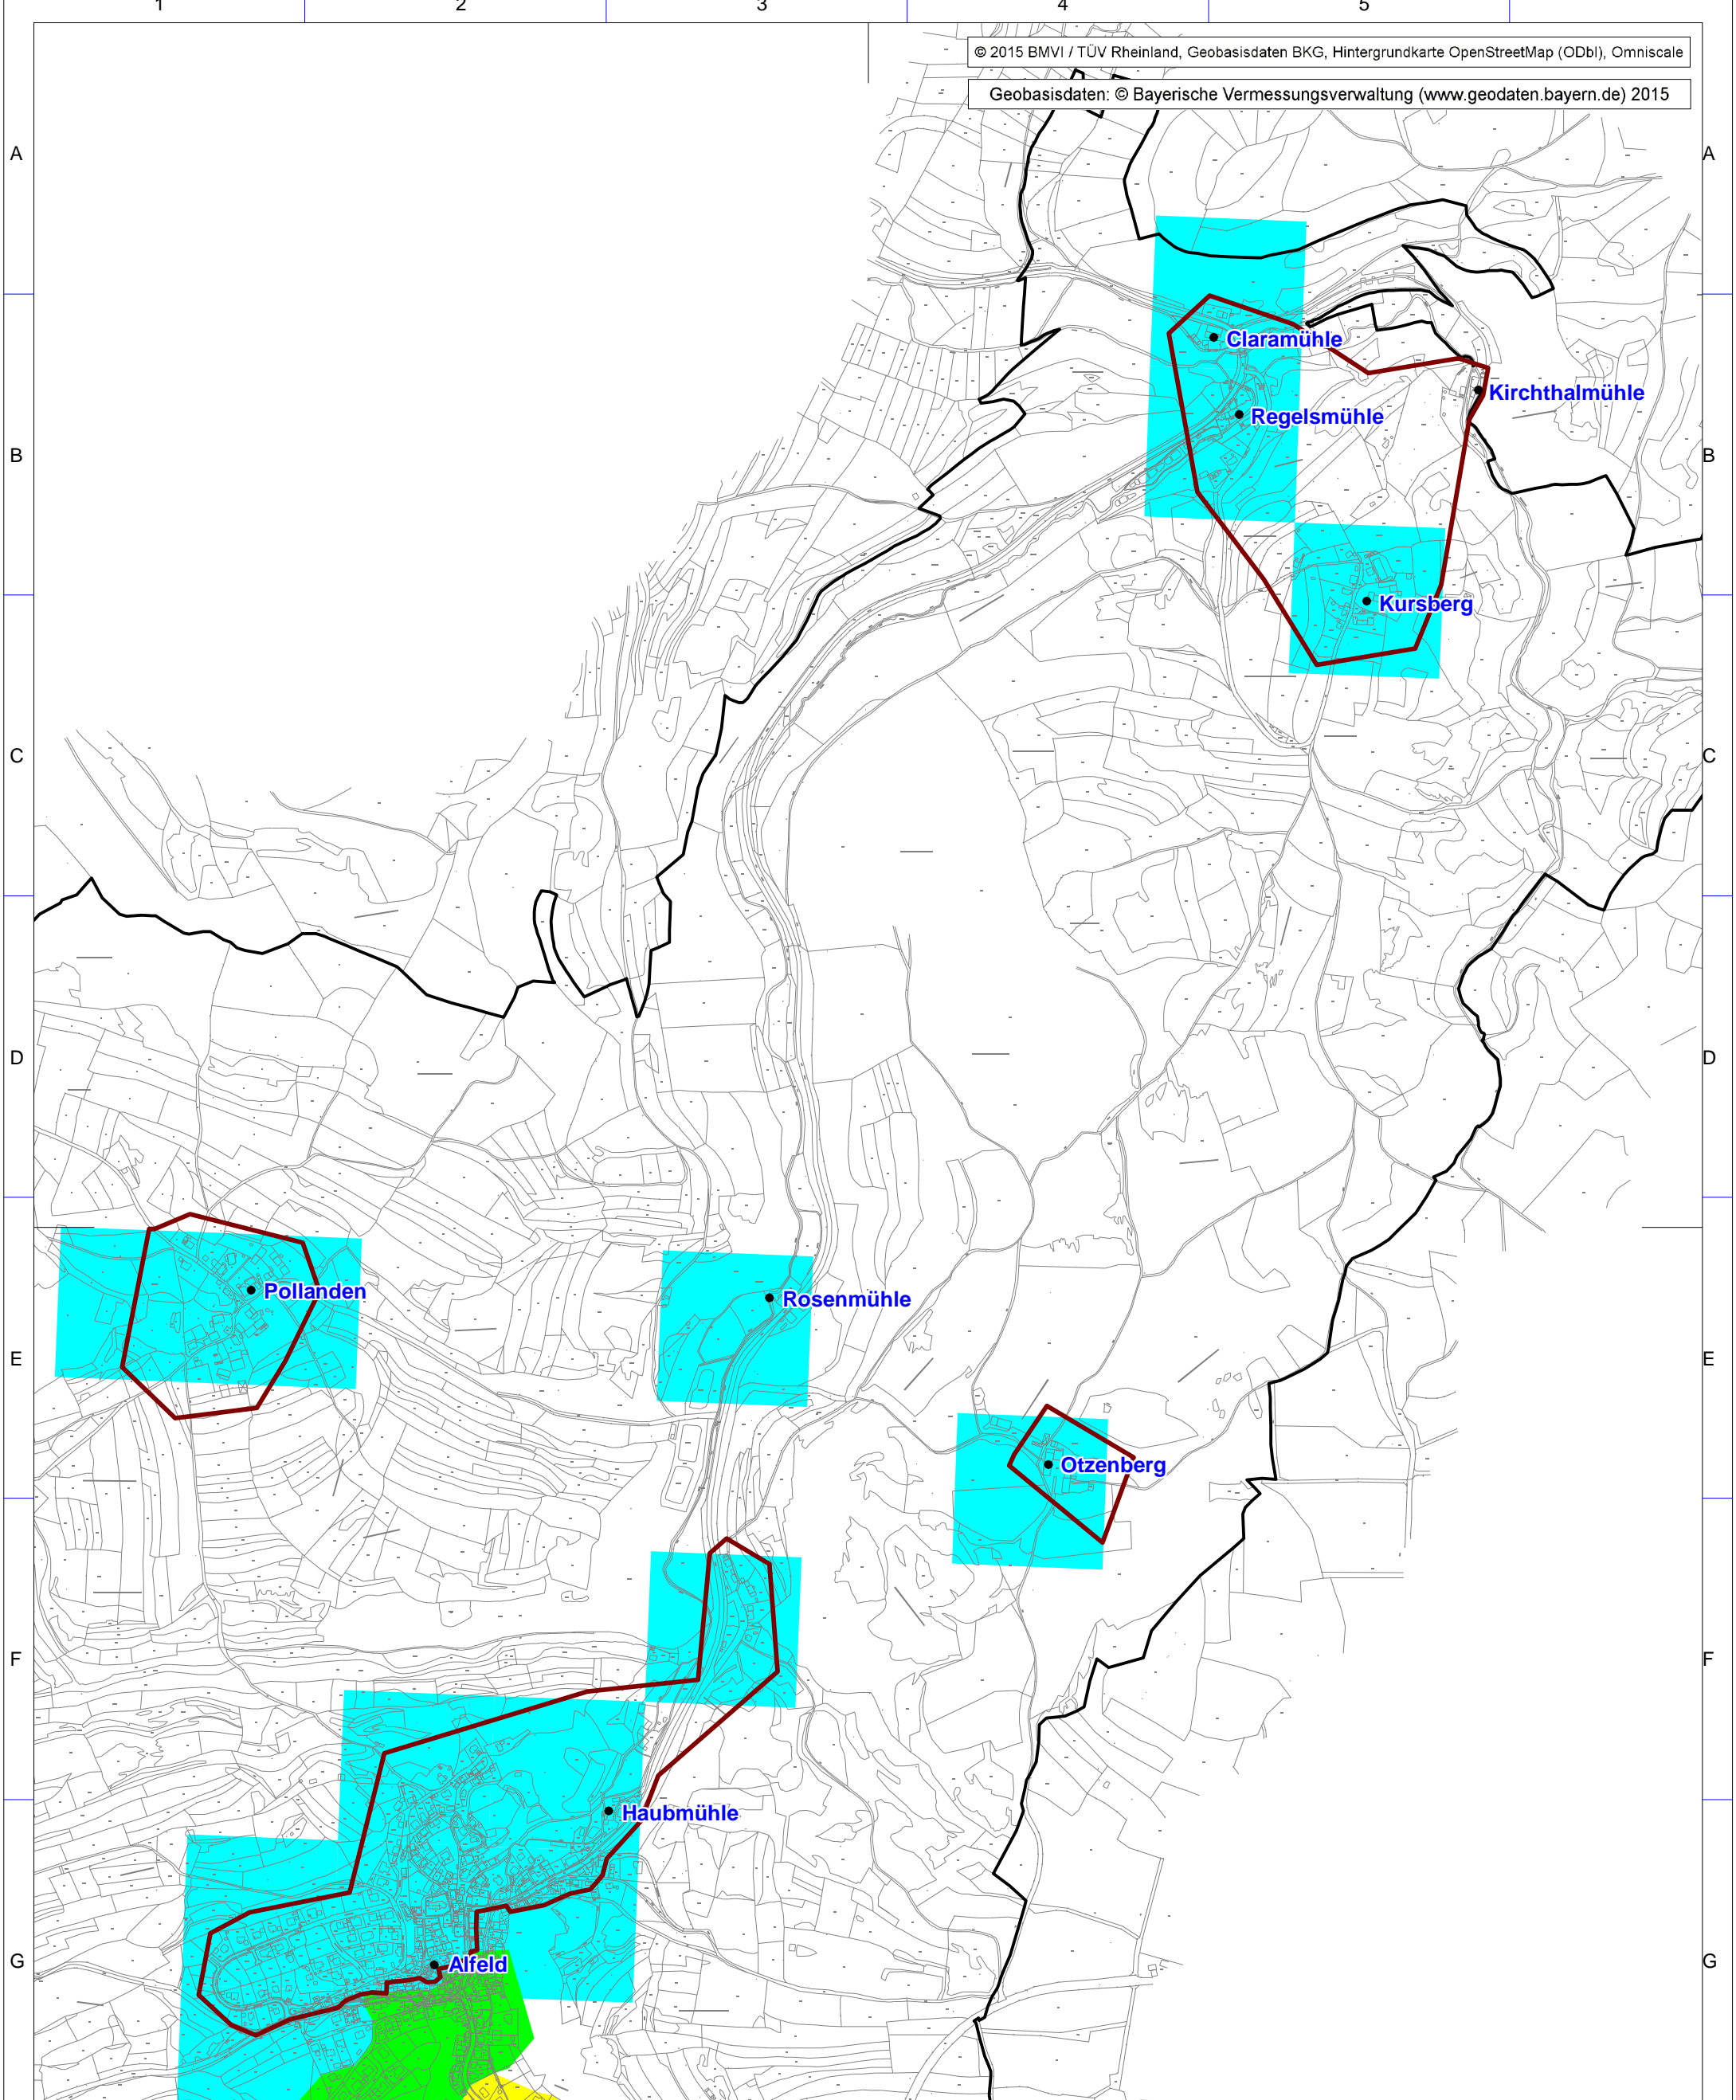 1 2 3 4 5
© 2015 BMVI / TÜV Rheinland, Geobasisdaten BKG, Hintergrundkarte OpenStreetMap (ODbl), Omniscale
Geobasisdaten: © Bayerische Vermessungsverwaltung (www.geodaten.bayern.de) 2015
A A
Claramühle
Kirchthalmühle
Regelsmühle
B B
Kursberg
C C
D D
Pollanden
Rosenmühle
E E
Otzenberg
F F
Haubmühle
G G
Alfeld